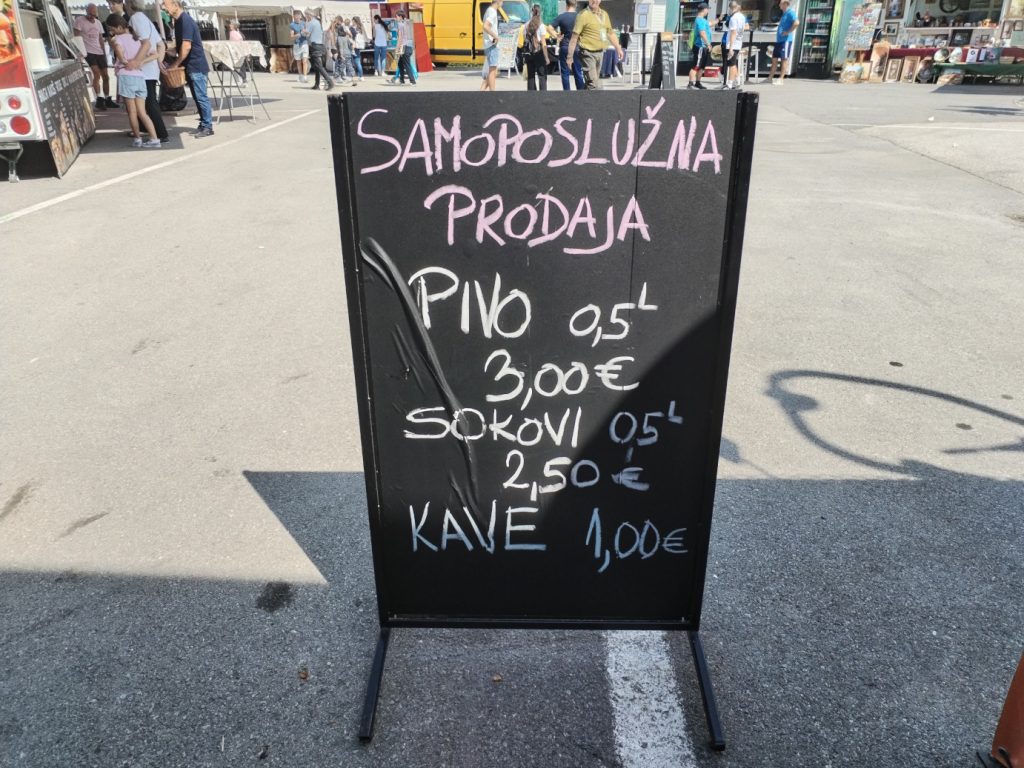 SAMOPOSLUŽNA
PRODAJA
PIVO 0,5L
3,00€
SOKOVI 0,5L
2,50€
KAVE 1,00€